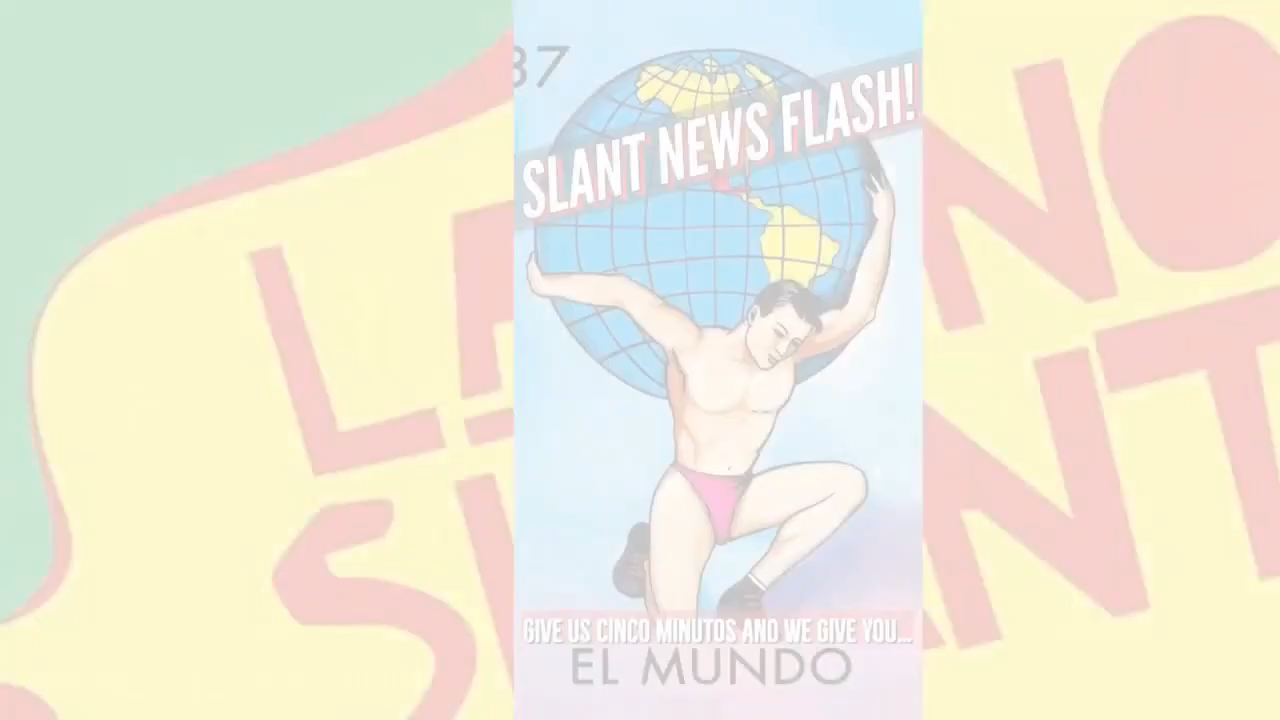 37
SLANT NEWS FLASH!
GIVE US CINCO MINUTOS AND WE GIVE YOU...
EL MUNDO